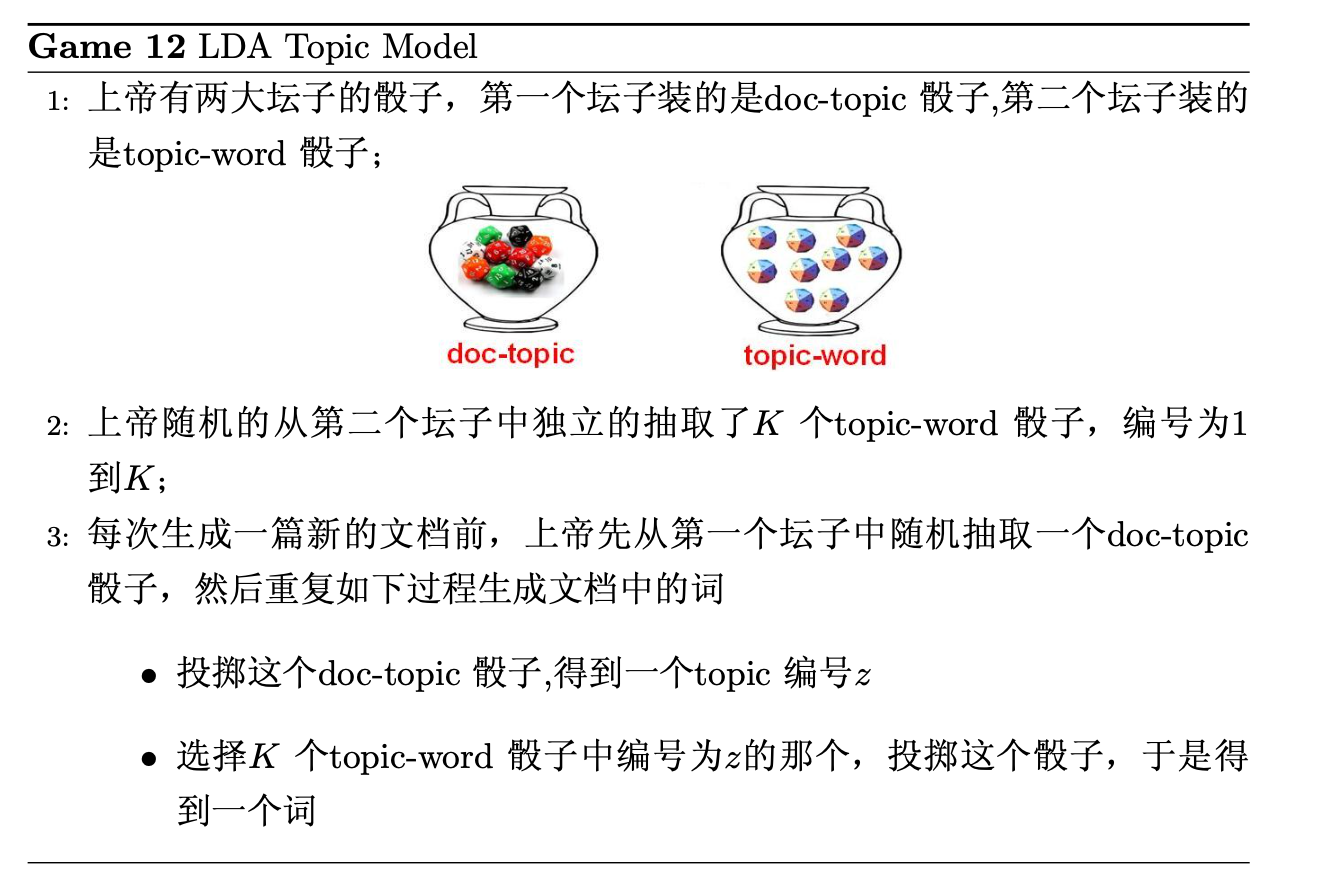 Game 12 LDA Topic Model
1: 上帝有两大坛子的骰子，第一个坛子装的是doc-topic 骰子,第二个坛子装的
是topic-word 骰子；
doc-topic
topic-word
2: 上帝随机的从第二个坛子中独立的抽取了K 个topic-word 骰子，编号为1
到K；
3: 每次生成一篇新的文档前，上帝先从第一个坛子中随机抽取一个doc-topic
骰子，然后重复如下过程生成文档中的词
• 投掷这个doc-topic 骰子,得到一个topic 编号z
• 选择K 个topic-word 骰子中编号为z的那个，投掷这个骰子，于是得
到一个词